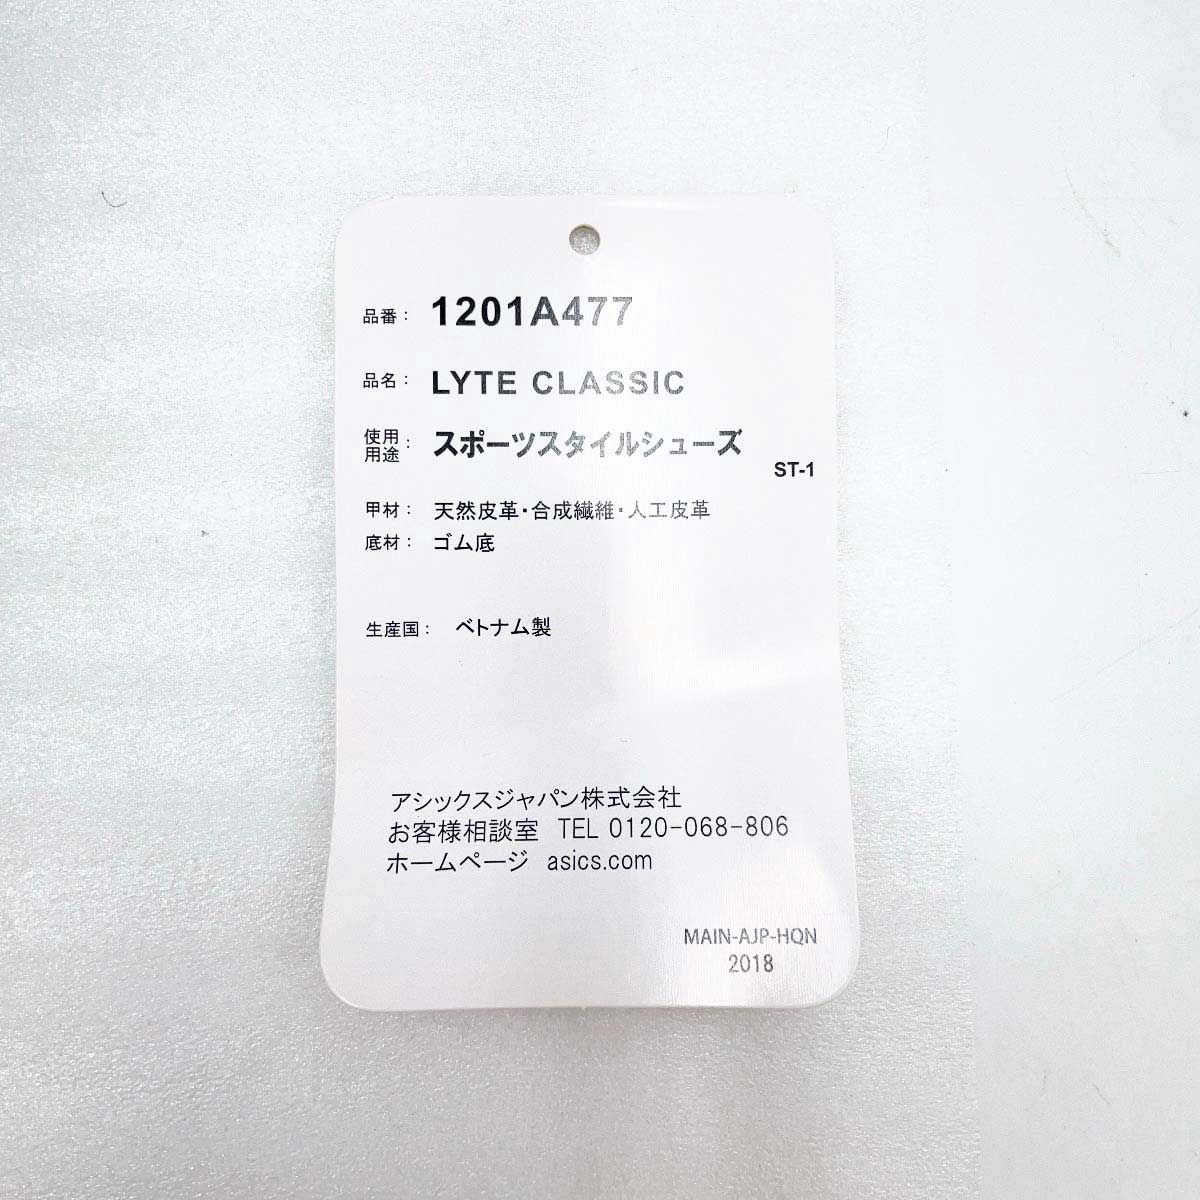 品番： 1201A477
品名： LYTE CLASSIC
使用用途： スポーツスタイルシューズ
ST-1
甲材： 天然皮革・合成繊維・人工皮革
底材： ゴム底
生産国： ベトナム製
アシックスジャパン株式会社
お客様相談室 TEL 0120-068-806
ホームページ asics.com
MAIN-AJP-HQN
2018